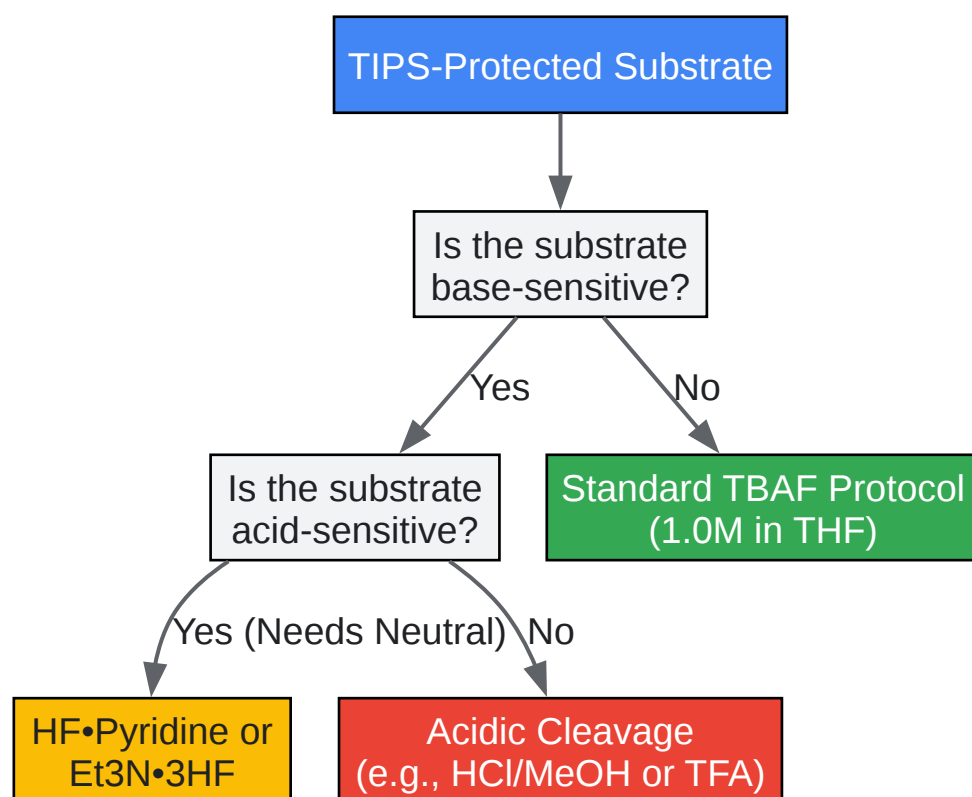 TIPS-Protected Substrate
Is the substrate
base-sensitive?
Yes
No
Is the substrate
acid-sensitive?
Standard TBAF Protocol
(1.0M in THF)
Yes (Needs Neutral)
No
HF•Pyridine or
Et3N•3HF
Acidic Cleavage
(e.g., HCl/MeOH or TFA)